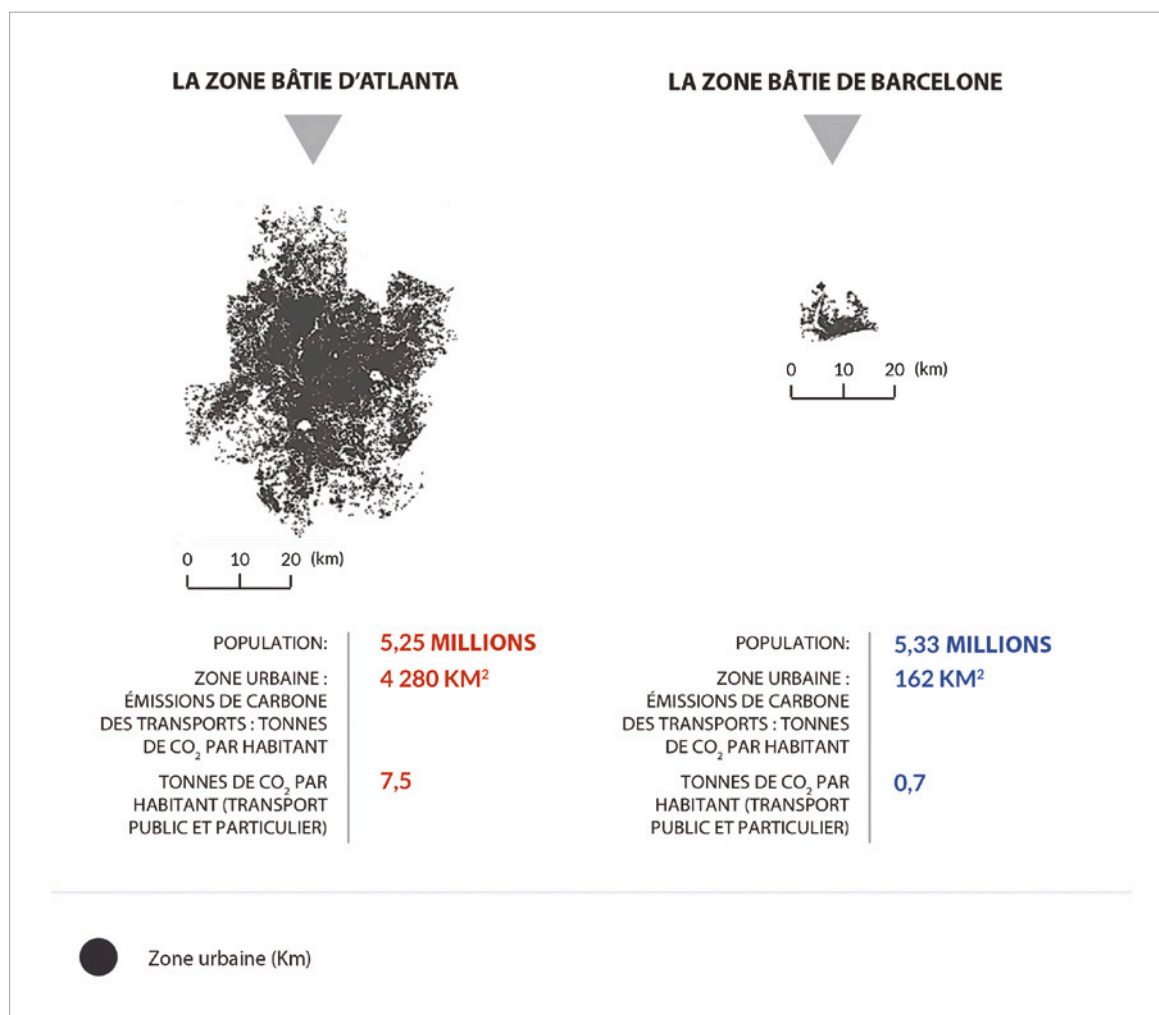 LA ZONE BÂTIE D'ATLANTA
0 10 20 (km)
POPULATION: 5,25 MILLIONS
ZONE URBAINE : 4 280 KM²
ÉMISSIONS DE CARBONE
DES TRANSPORTS : TONNES
DE CO₂ PAR HABITANT
TONNES DE CO₂ PAR 7,5
HABITANT (TRANSPORT
PUBLIC ET PARTICULIER)
LA ZONE BÂTIE DE BARCELONE
0 10 20 (km)
POPULATION: 5,33 MILLIONS
ZONE URBAINE : 162 KM²
ÉMISSIONS DE CARBONE
DES TRANSPORTS : TONNES
DE CO₂ PAR HABITANT
TONNES DE CO₂ PAR 0,7
HABITANT (TRANSPORT
PUBLIC ET PARTICULIER)
Zone urbaine (Km)